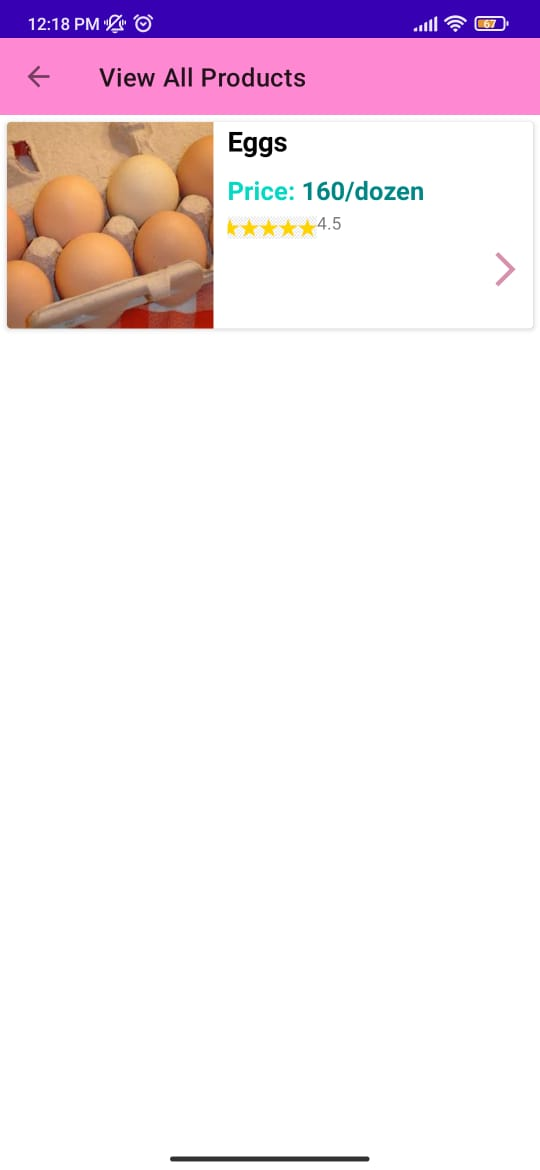 12:18 PM
67
View All Products
Eggs
Price: 160/dozen
4.5